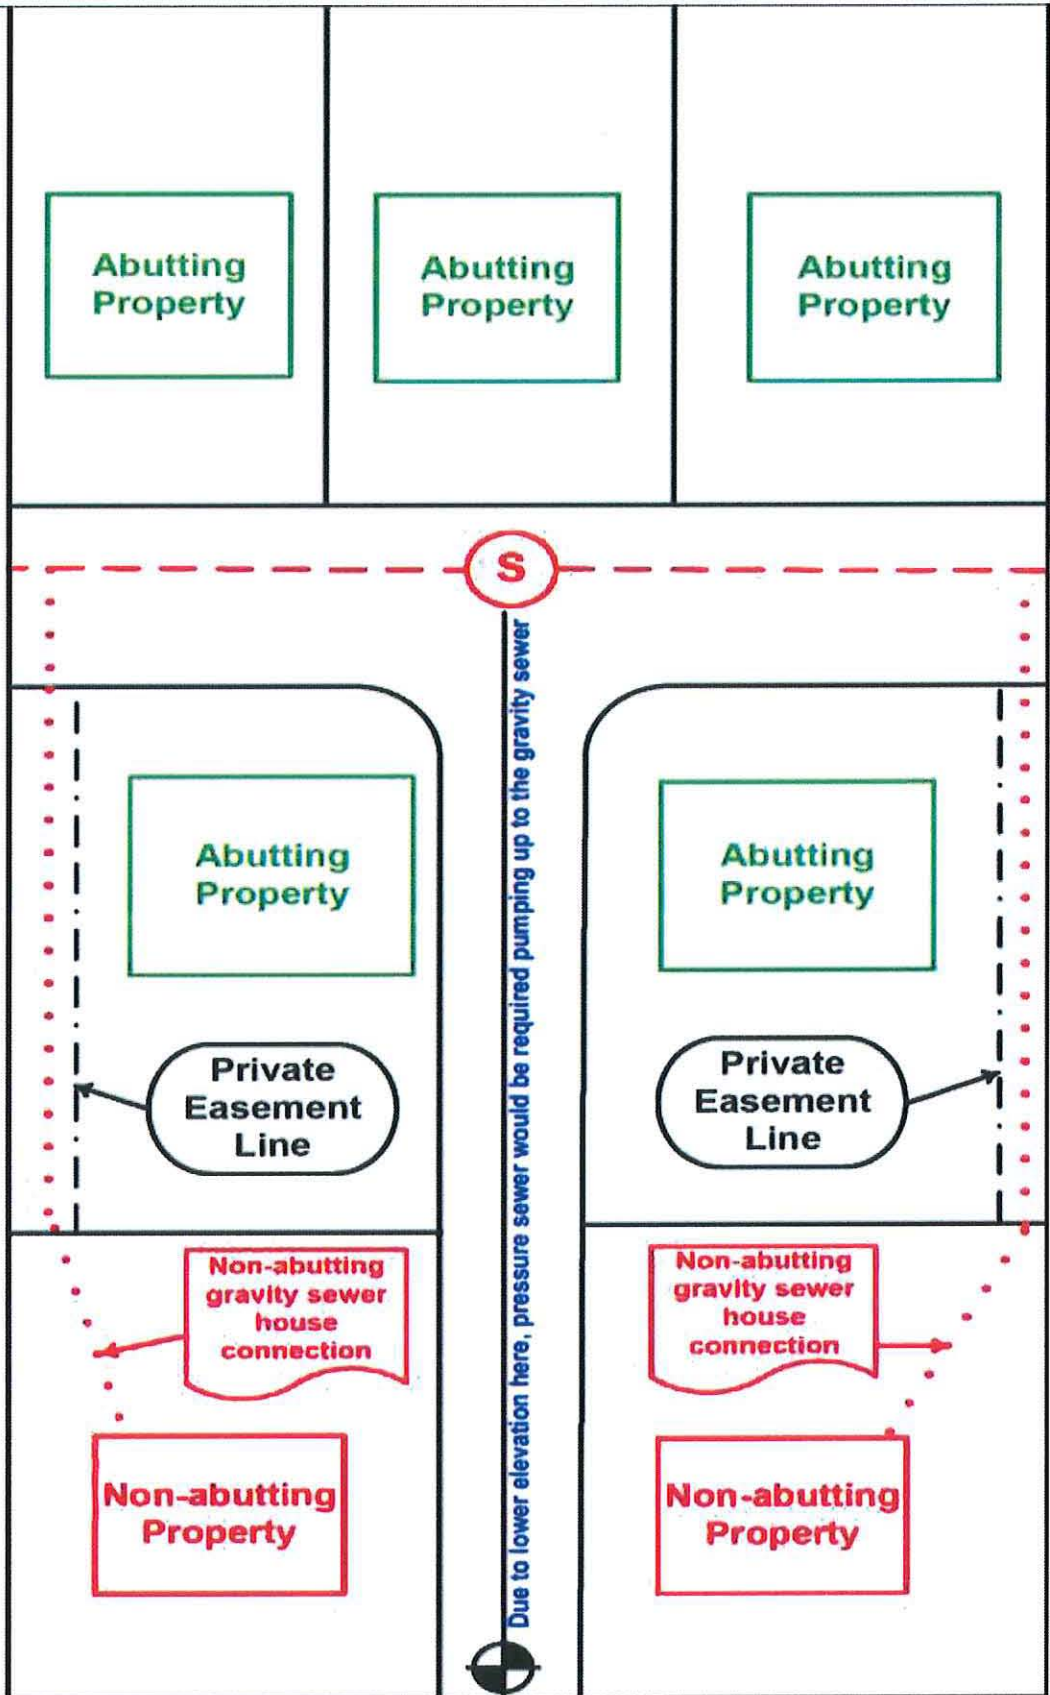 Abutting
Property
Abutting
Property
Abutting
Property
S
Due to lower elevation here, pressure sewer would be required pumping up to the gravity sewer
Abutting
Property
Abutting
Property
Private
Easement
Line
Private
Easement
Line
Non-abutting
gravity sewer
house
connection
Non-abutting
gravity sewer
house
connection
Non-abutting
Property
Non-abutting
Property